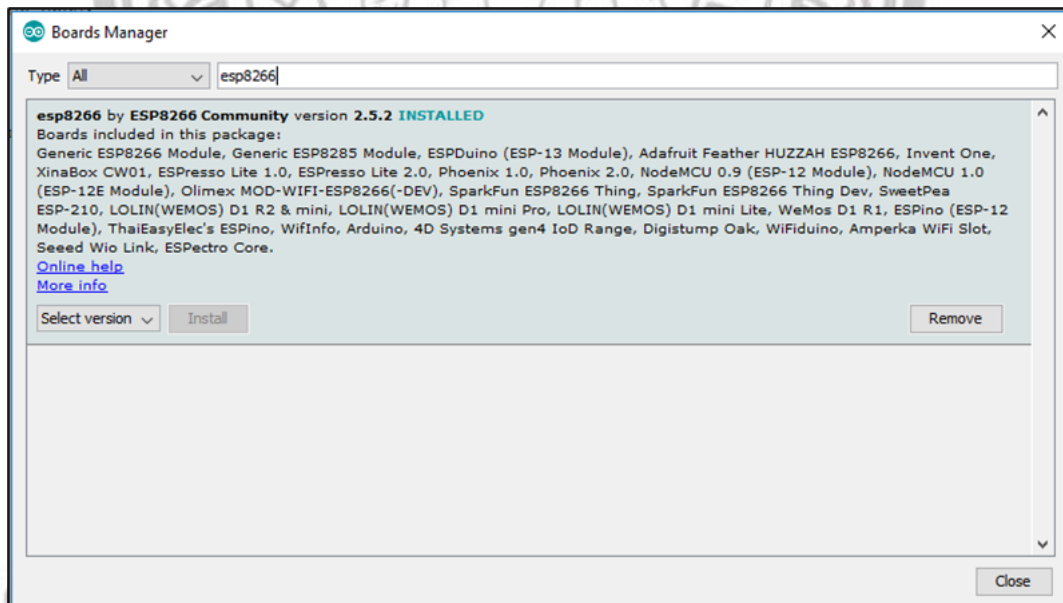 Boards Manager
Type All esp8266
esp8266 by ESP8266 Community version 2.5.2 INSTALLED
Boards included in this package:
Generic ESP8266 Module, Generic ESP8285 Module, ESPDuino (ESP-13 Module), Adafruit Feather HUZZAH ESP8266, Invent One,
XinaBox CW01, ESPresso Lite 1.0, ESPresso Lite 2.0, Phoenix 1.0, Phoenix 2.0, NodeMCU 0.9 (ESP-12 Module), NodeMCU 1.0
(ESP-12E Module), Olimex MOD-WIFI-ESP8266(-DEV), SparkFun ESP8266 Thing, SparkFun ESP8266 Thing Dev, SweetPea
ESP-210, LOLIN(WEMOS) D1 R2 & mini, LOLIN(WEMOS) D1 mini Pro, LOLIN(WEMOS) D1 mini Lite, WeMos D1 R1, ESPino (ESP-12
Module), ThaiEasyElec's ESPino, WifInfo, Arduino, 4D Systems gen4 IoD Range, Digistump Oak, WiFiduino, Amperka WiFi Slot,
Seeed Wio Link, ESPectro Core.
Online help
More info
Select version Install Remove
Close